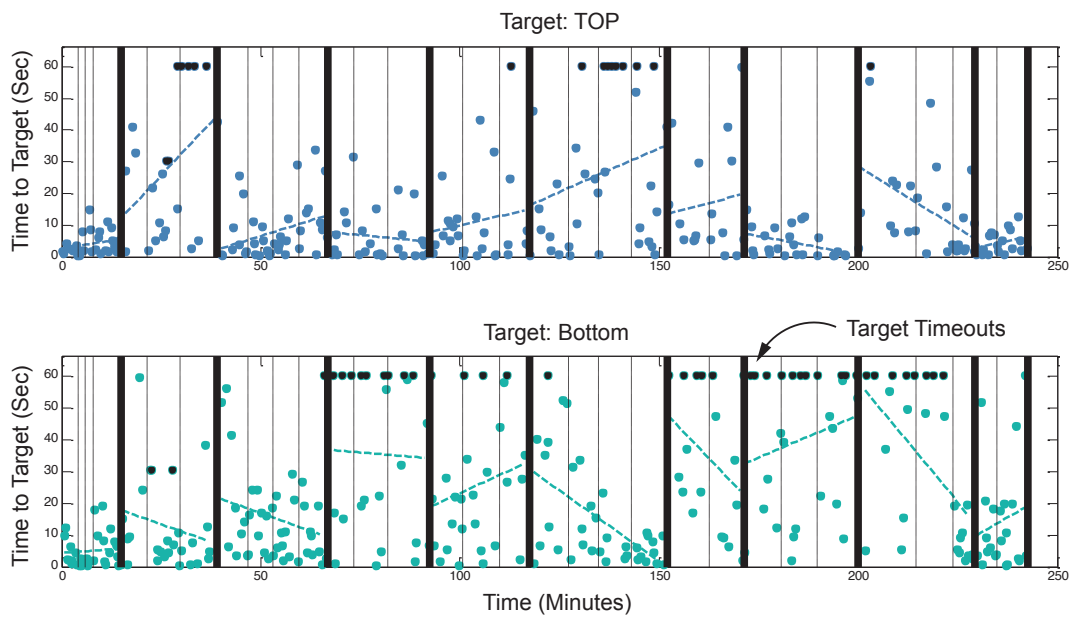 Target: TOP
Time to Target (Sec)
60
50
40
30
20
10
0
0 50 100 150 200 250
Target: Bottom
Target Timeouts
Time to Target (Sec)
60
50
40
30
20
10
0
0 50 100 150 200 250
Time (Minutes)